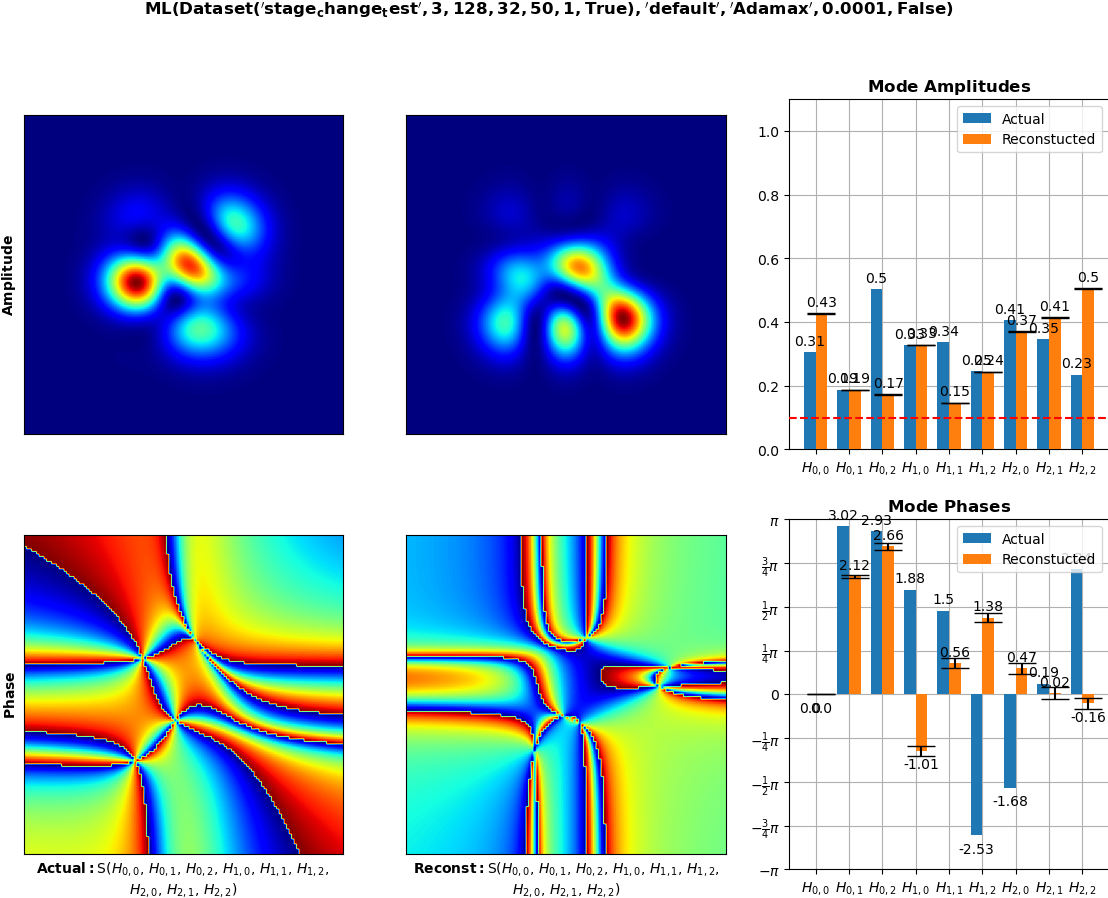 ML(Dataset('stage_change_test', 3, 128, 32, 50, 1, True), 'default', 'Adamax', 0.0001, False)
Amplitude
Mode Amplitudes
Actual
Reconstucted
1.0
0.8
0.6
0.4
0.2
0.0
0.31 0.43
0.19 0.19
0.5 0.17
0.33 0.33
0.34 0.15
0.25 0.24
0.41 0.37
0.35 0.41
0.23 0.5
H0,0 H0,1 H0,2 H1,0 H1,1 H1,2 H2,0 H2,1 H2,2
Phase
Mode Phases
Actual
Reconstucted
π
3/4π
1/2π
1/4π
0
−1/4π
−1/2π
−3/4π
−π
0.0 0.0
3.02 2.12
2.93 2.66
1.88 -1.01
1.5 0.56
-2.53 1.38
-1.68 0.47
0.19 0.02
-0.16
H0,0 H0,1 H0,2 H1,0 H1,1 H1,2 H2,0 H2,1 H2,2
Actual: S(H0,0, H0,1, H0,2, H1,0, H1,1, H1,2,
H2,0, H2,1, H2,2)
Reconst: S(H0,0, H0,1, H0,2, H1,0, H1,1, H1,2,
H2,0, H2,1, H2,2)